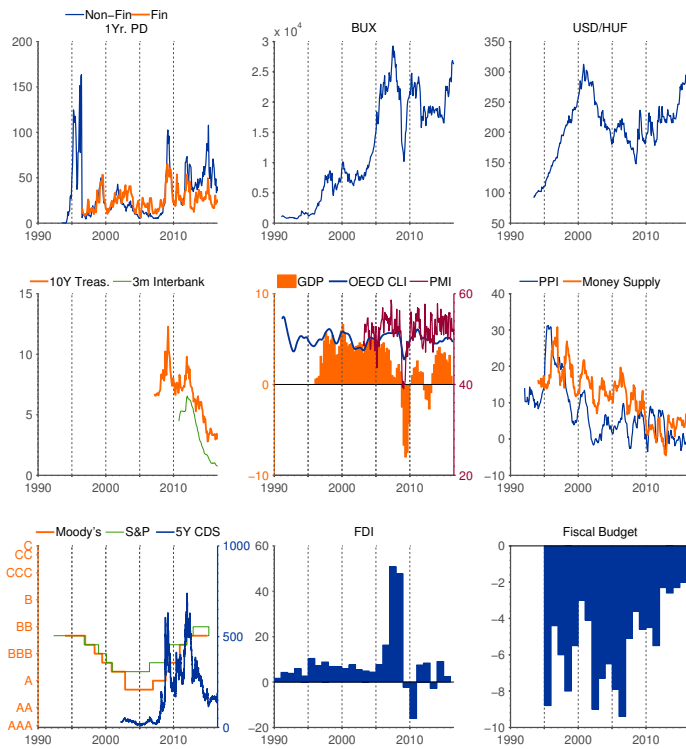 Non−Fin Fin
1Yr. PD
200
150
100
50
0
1990 2000 2010
BUX
x 10⁴
3
2.5
2
1.5
1
0.5
0
1990 2000 2010
USD/HUF
350
300
250
200
150
100
50
1990 2000 2010
10Y Treas. 3m Interbank
15
10
5
0
1990 2000 2010
GDP OECD CLI PMI
10 60
0 40
−10 20
1990 2000 2010
PPI Money Supply
40
30
20
10
0
−10
1990 2000 2010
Moody's S&P 5Y CDS
C 1000
CC
CCC
B
BB 500
BBB
A
AA
AAA 0
1990 2000 2010
FDI
60
40
20
0
−20
1990 2000 2010
Fiscal Budget
0
−2
−4
−6
−8
−10
1990 2000 2010